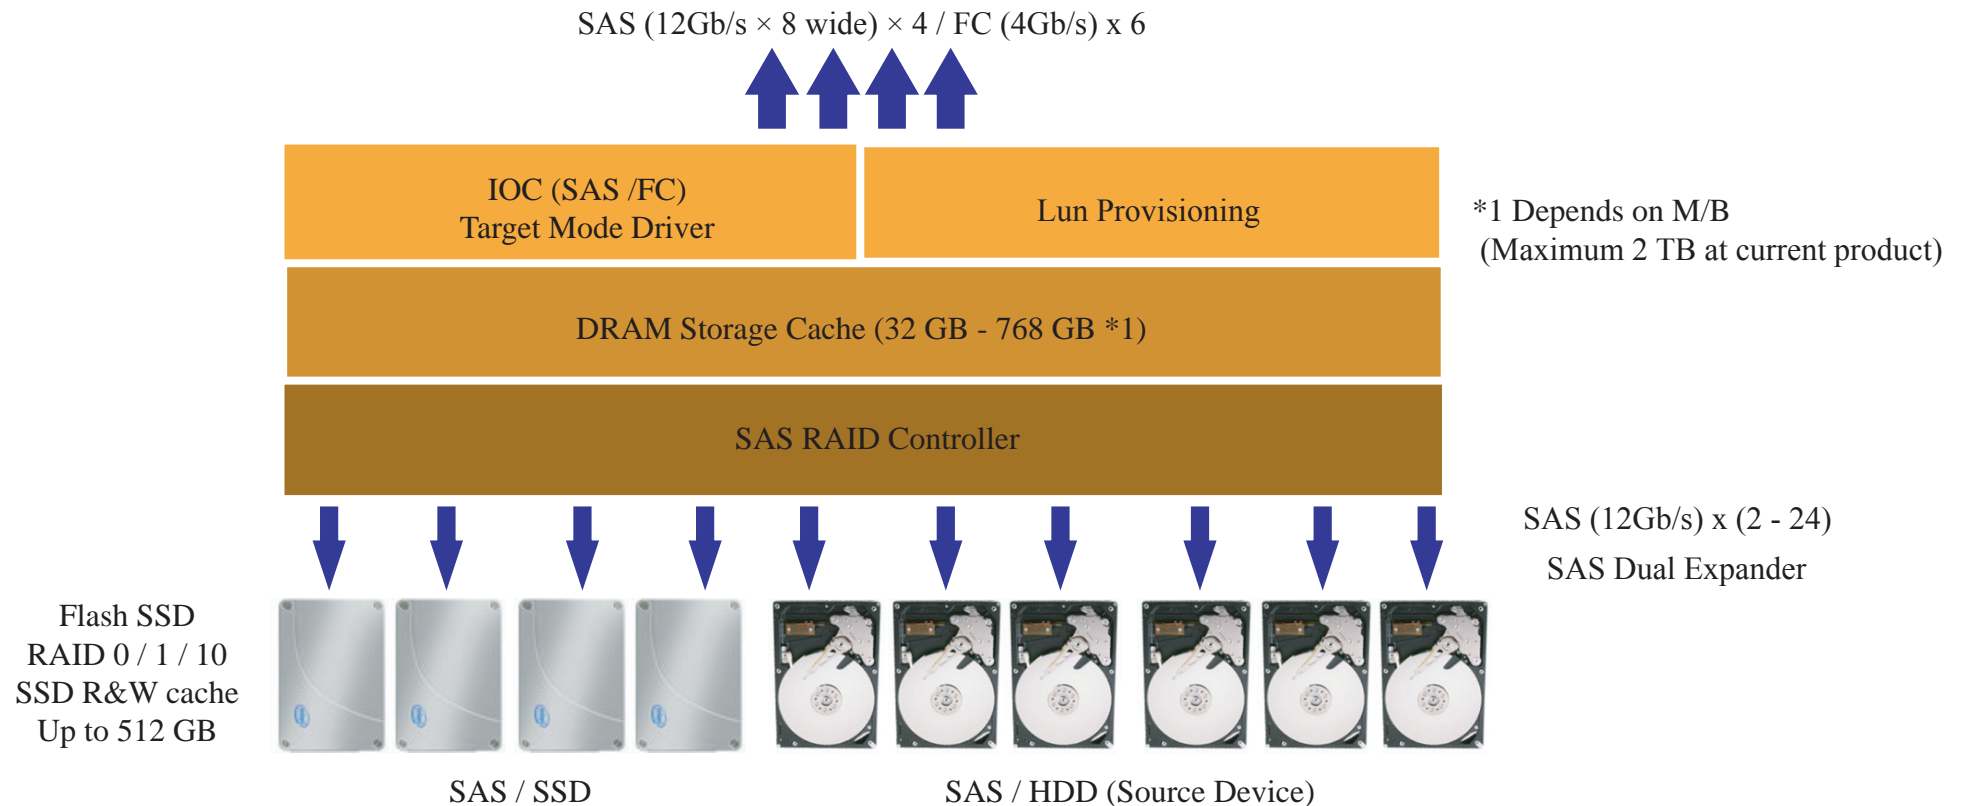 SAS (12Gb/s × 8 wide) × 4 / FC (4Gb/s) x 6
IOC (SAS /FC)
Target Mode Driver
Lun Provisioning
*1 Depends on M/B
(Maximum 2 TB at current product)
DRAM Storage Cache (32 GB - 768 GB *1)
SAS RAID Controller
SAS (12Gb/s) x (2 - 24)
SAS Dual Expander
Flash SSD
RAID 0 / 1 / 10
SSD R&W cache
Up to 512 GB
SAS / SSD
SAS / HDD (Source Device)